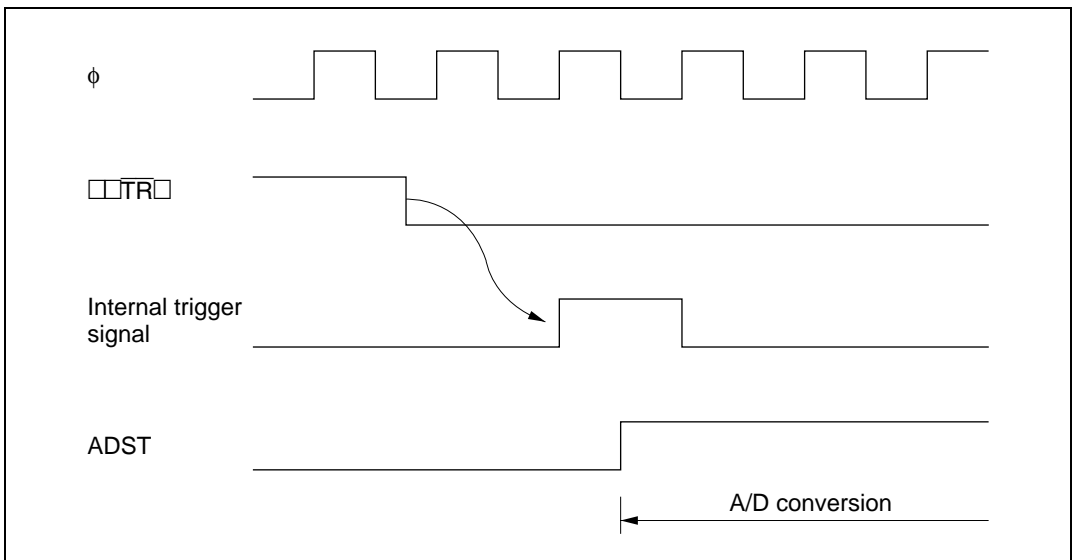 φ
□□TR□
Internal trigger
signal
ADST
A/D conversion